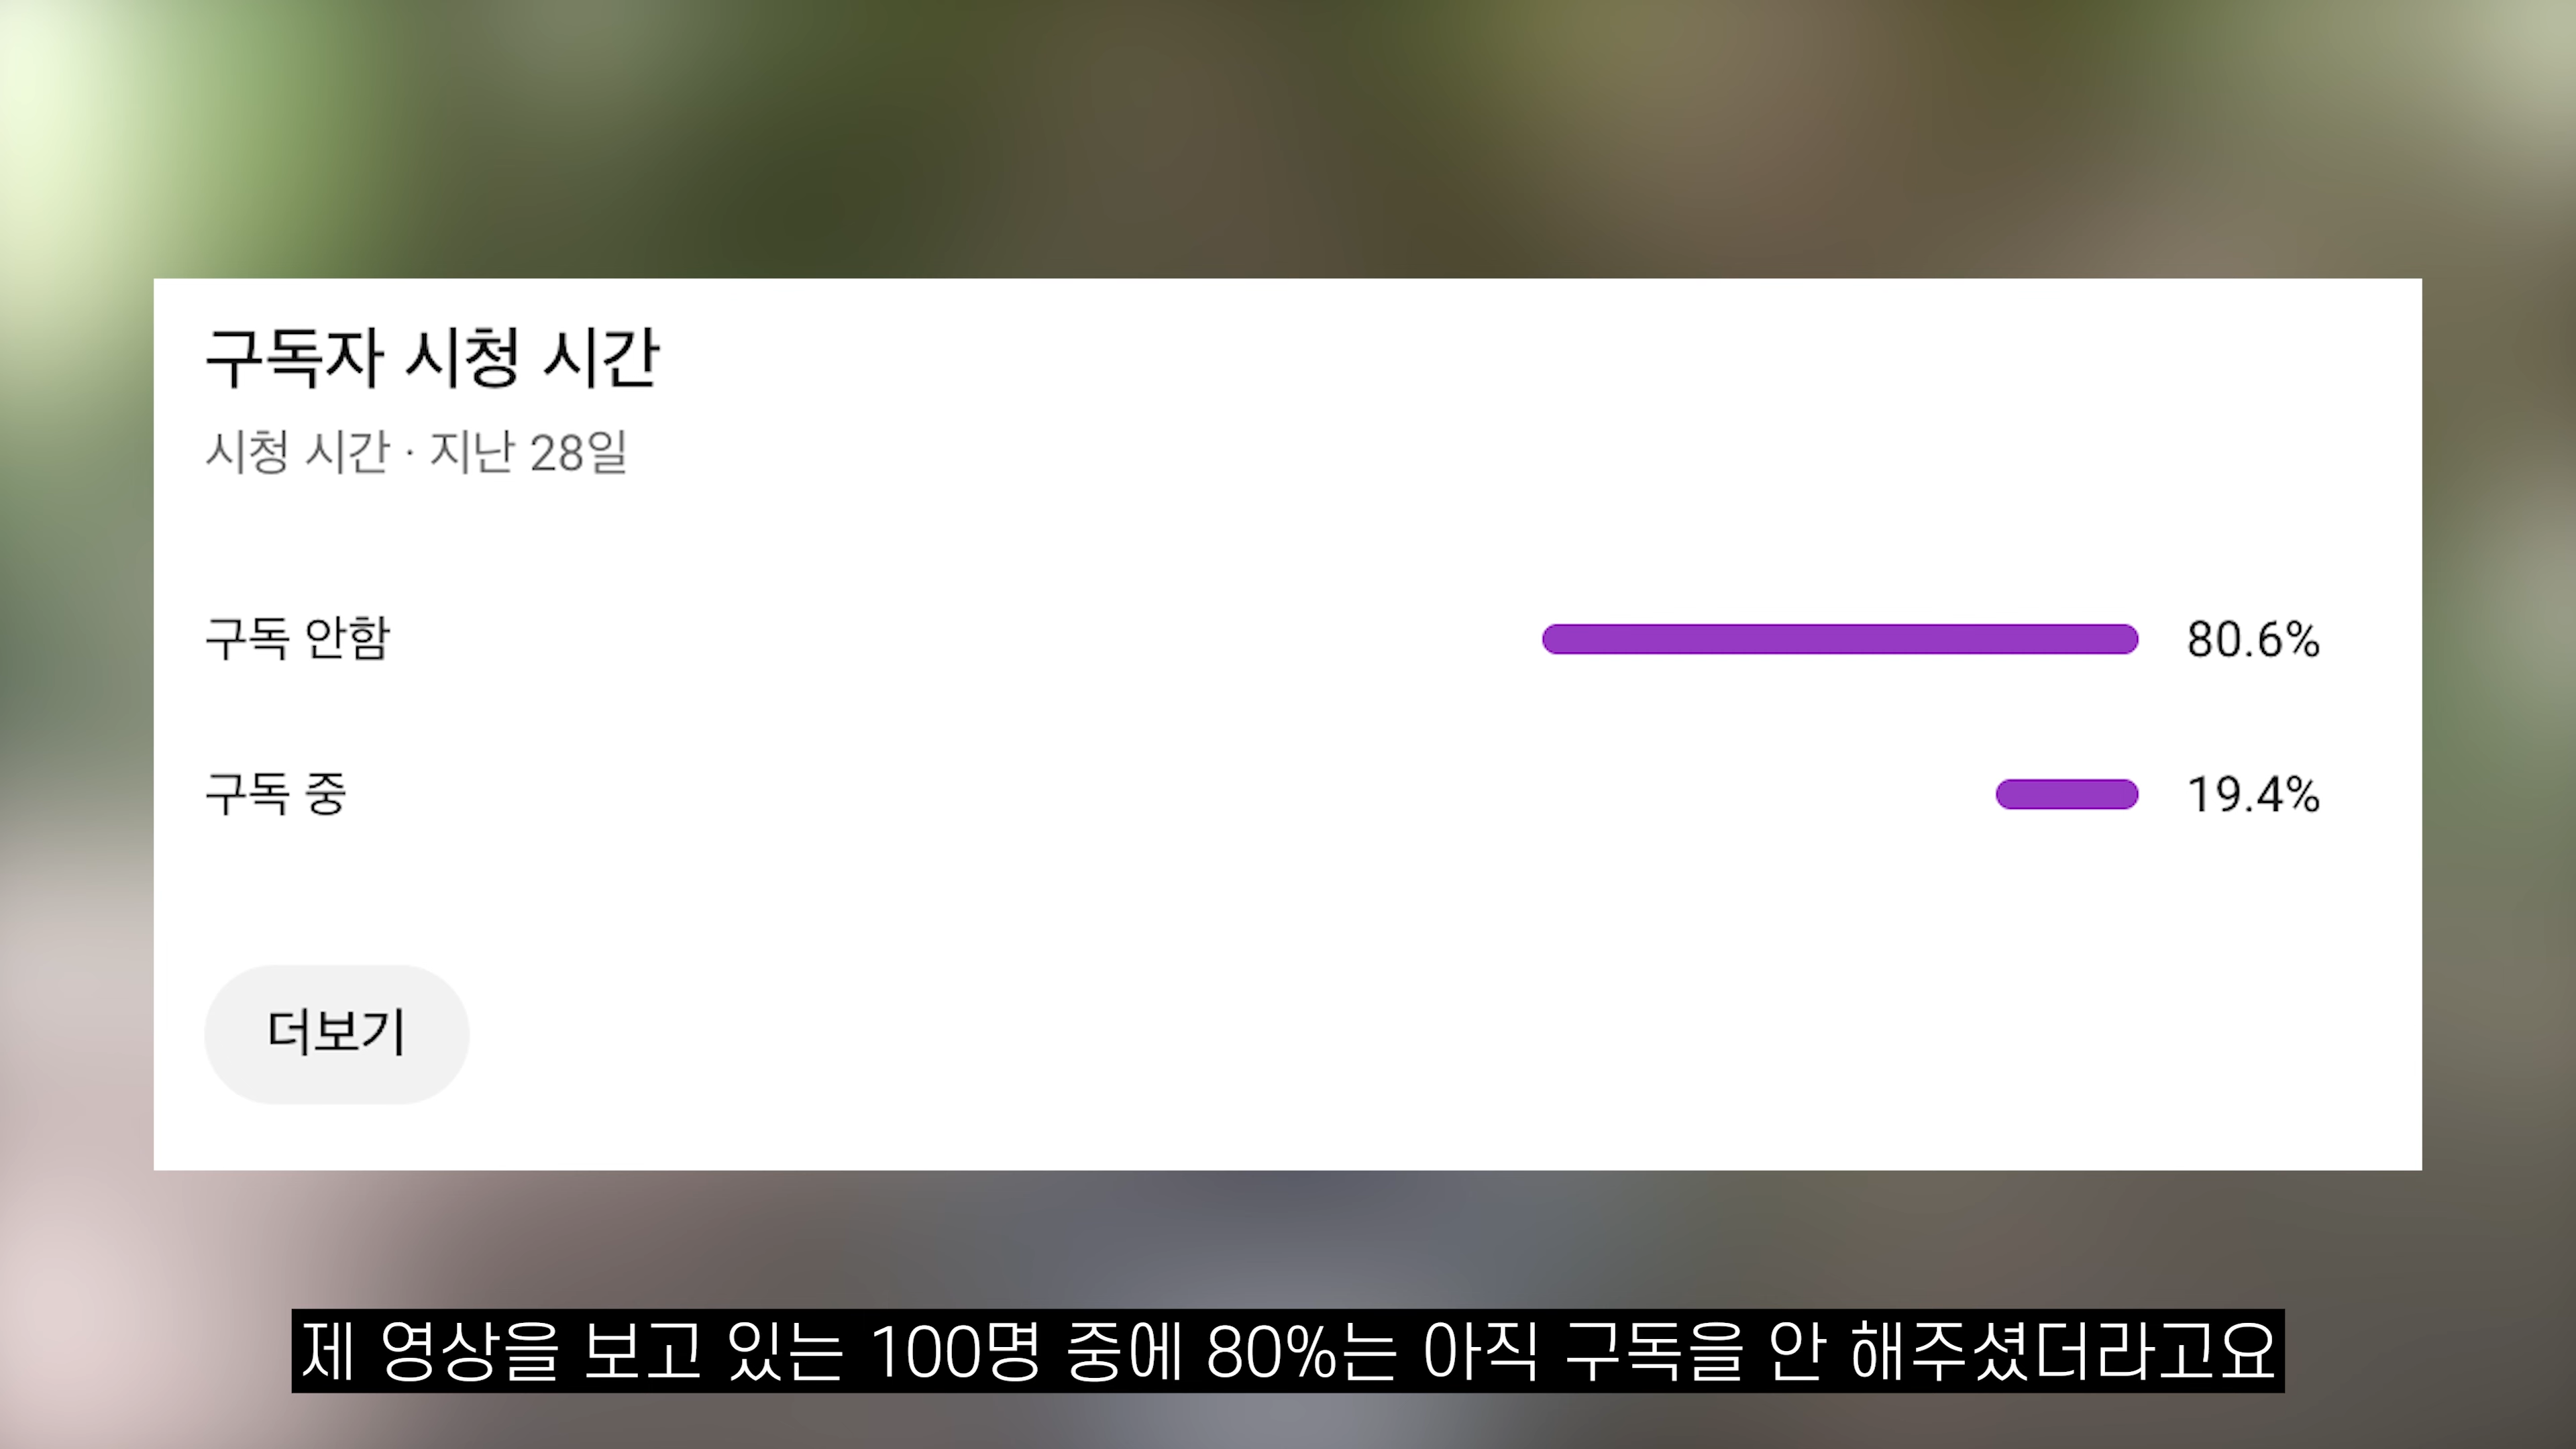 구독자 시청 시간
시청 시간 · 지난 28일
구독 안함 80.6%
구독 중 19.4%
더보기
제 영상을 보고 있는 100명 중에 80%는 아직 구독을 안 해주셨더라고요